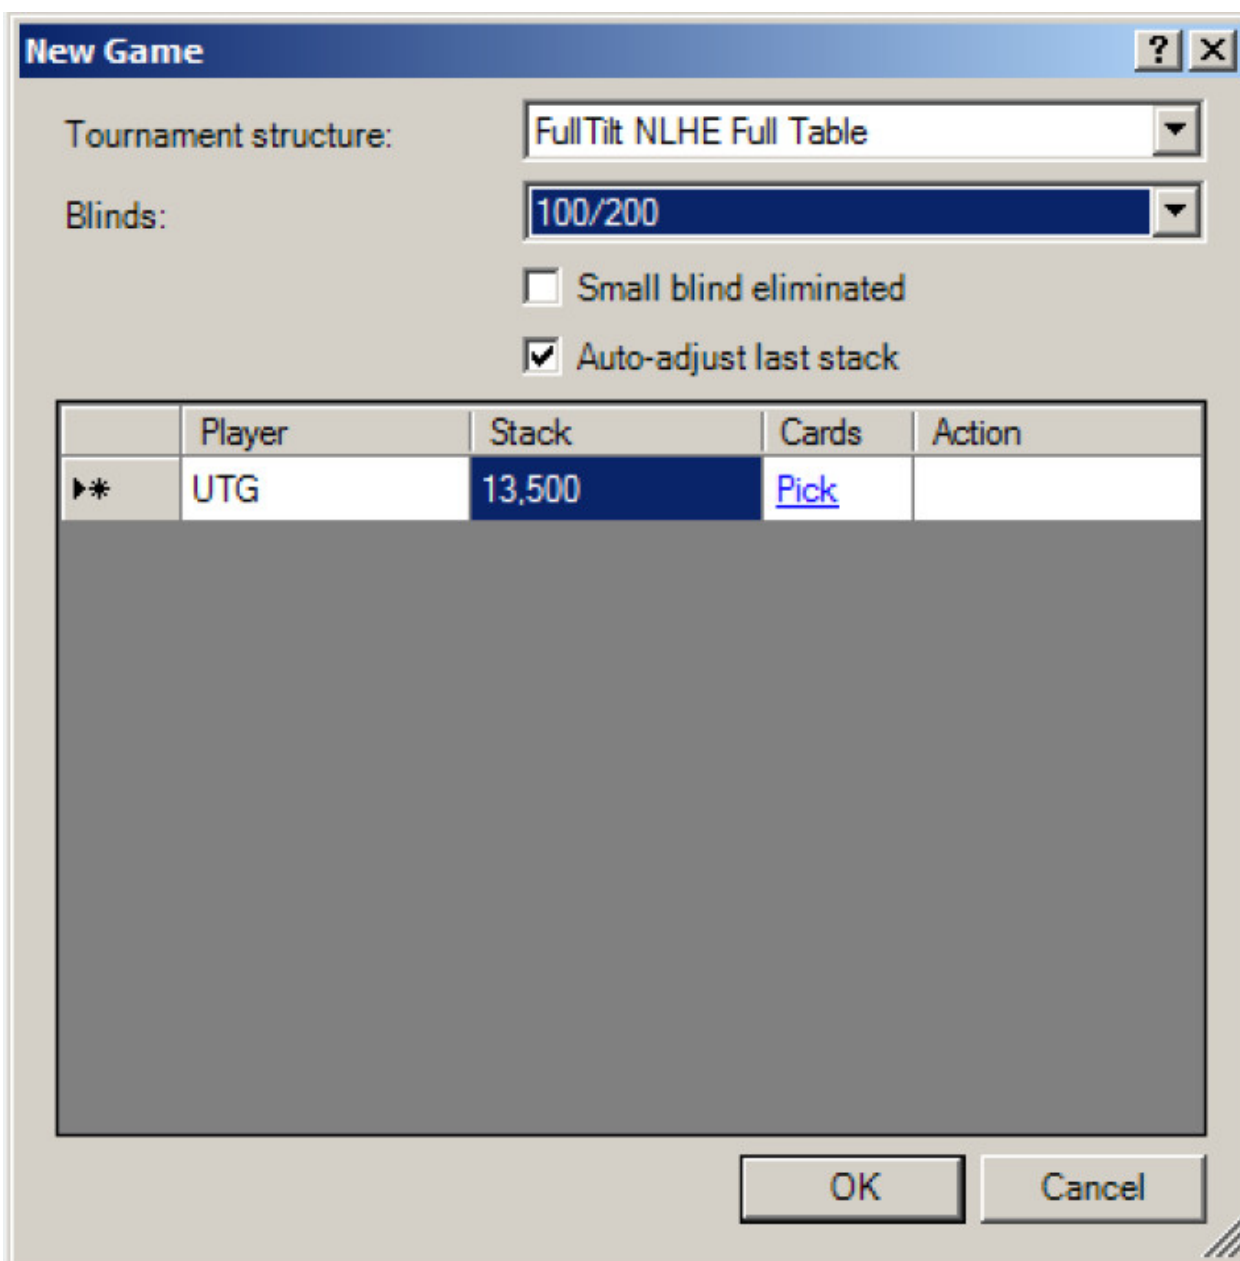 New Game
Tournament structure: FullTilt NLHE Full Table
Blinds: 100/200
Small blind eliminated
Auto-adjust last stack
Player Stack Cards Action
UTG 13,500 Pick
OK Cancel